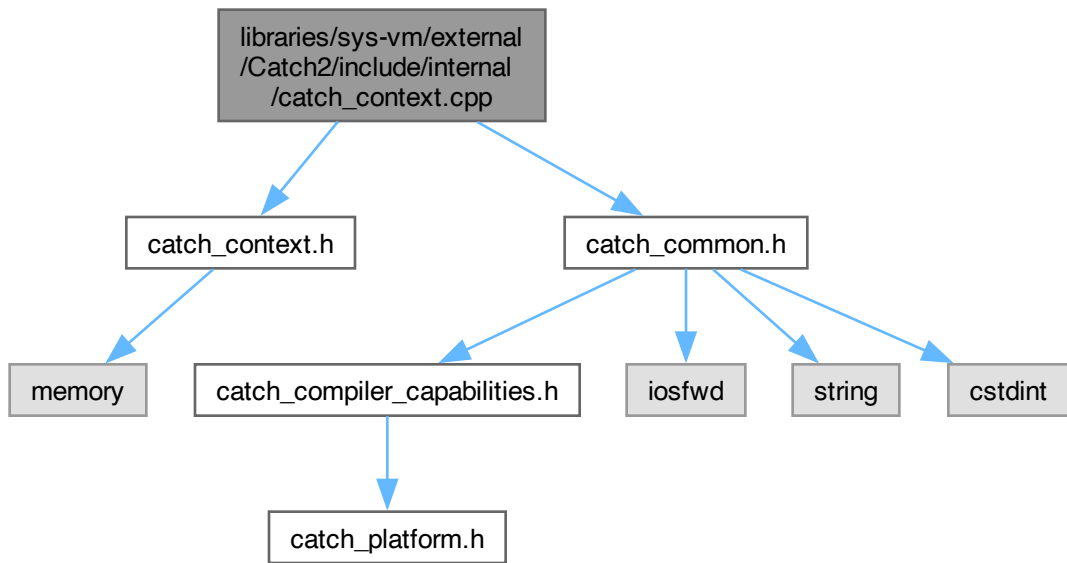 libraries/sys-vm/external
/Catch2/include/internal
/catch_context.cpp
catch_context.h
catch_common.h
memory
catch_compiler_capabilities.h
iosfwd
string
cstdint
catch_platform.h